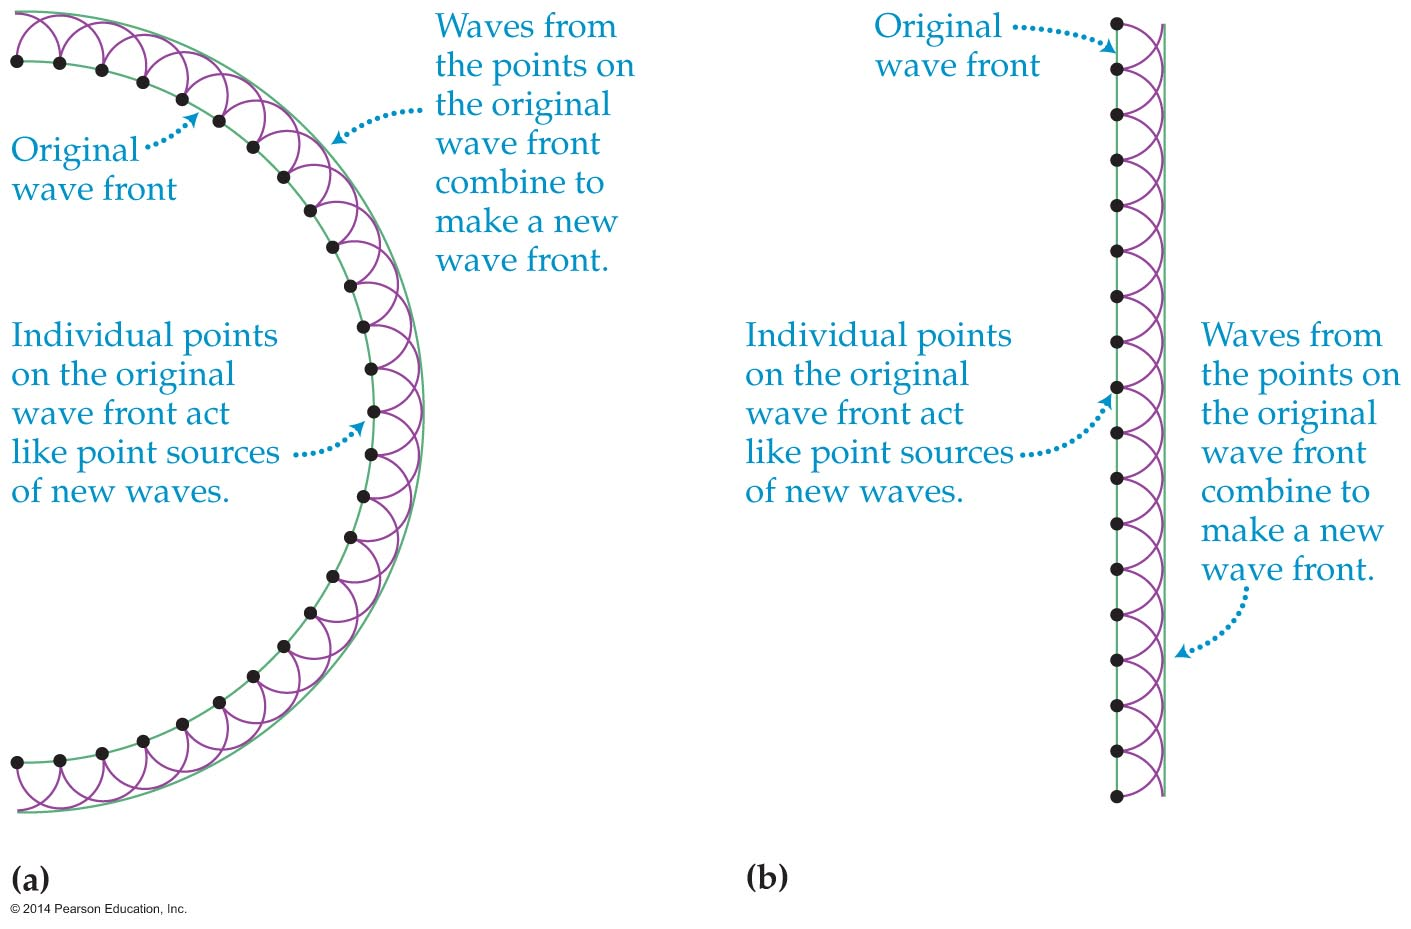 Waves from
the points on
the original
wave front
combine to
make a new
wave front.
Original
wave front
Individual points
on the original
wave front act
like point sources
of new waves.
(a)
© 2014 Pearson Education, Inc.
Original
wave front
Individual points
on the original
wave front act
like point sources
of new waves.
Waves from
the points on
the original
wave front
combine to
make a new
wave front.
(b)